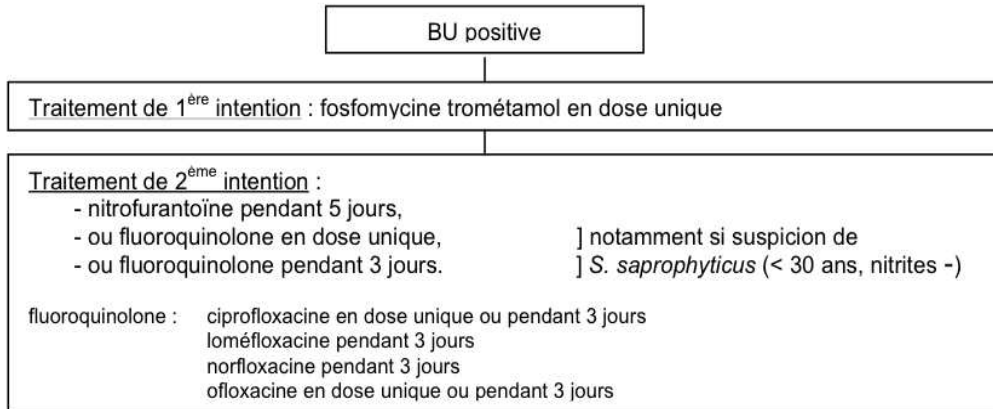 BU positive
Traitement de 1ère intention : fosfomycine trométamol en dose unique
Traitement de 2ème intention :
- nitrofurantoïne pendant 5 jours,
- ou fluoroquinolone en dose unique, ] notamment si suspicion de
- ou fluoroquinolone pendant 3 jours. ] S. saprophyticus (< 30 ans, nitrites -)
fluoroquinolone : ciprofloxacine en dose unique ou pendant 3 jours
loméfloxacine pendant 3 jours
norfloxacine pendant 3 jours
ofloxacine en dose unique ou pendant 3 jours